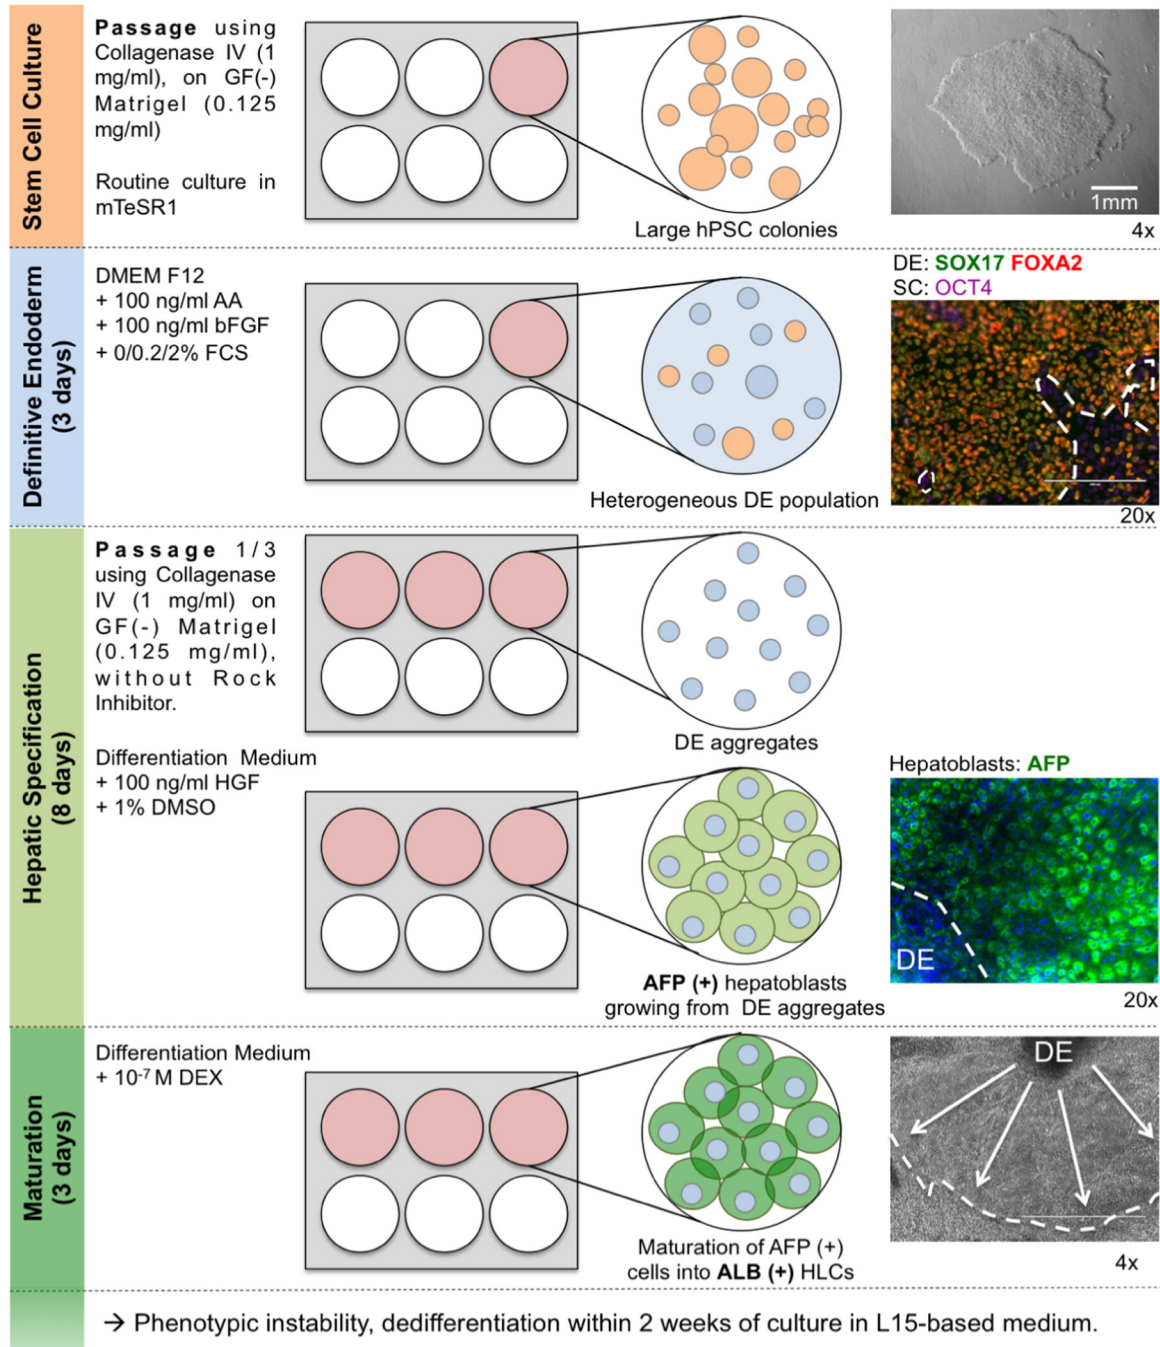 Stem Cell Culture
Passage using
Collagenase IV (1
mg/ml), on GF(-)
Matrigel (0.125
mg/ml)
Routine culture in
mTeSR1
Large hPSC colonies
1mm
4x
Definitive Endoderm
(3 days)
DMEM F12
+ 100 ng/ml AA
+ 100 ng/ml bFGF
+ 0/0.2/2% FCS
Heterogeneous DE population
DE: SOX17 FOXA2
SC: OCT4
20x
Hepatic Specification
(8 days)
Passage 1/3
using Collagenase
IV (1 mg/ml) on
GF(-) Matrigel
(0.125 mg/ml),
without Rock
Inhibitor.
DE aggregates
Differentiation Medium
+ 100 ng/ml HGF
+ 1% DMSO
AFP (+) hepatoblasts
growing from DE aggregates
Hepatoblasts: AFP
DE
20x
Maturation
(3 days)
Differentiation Medium
+ 10⁻⁷ M DEX
Maturation of AFP (+)
cells into ALB (+) HLCs
DE
4x
→ Phenotypic instability, dedifferentiation within 2 weeks of culture in L15-based medium.